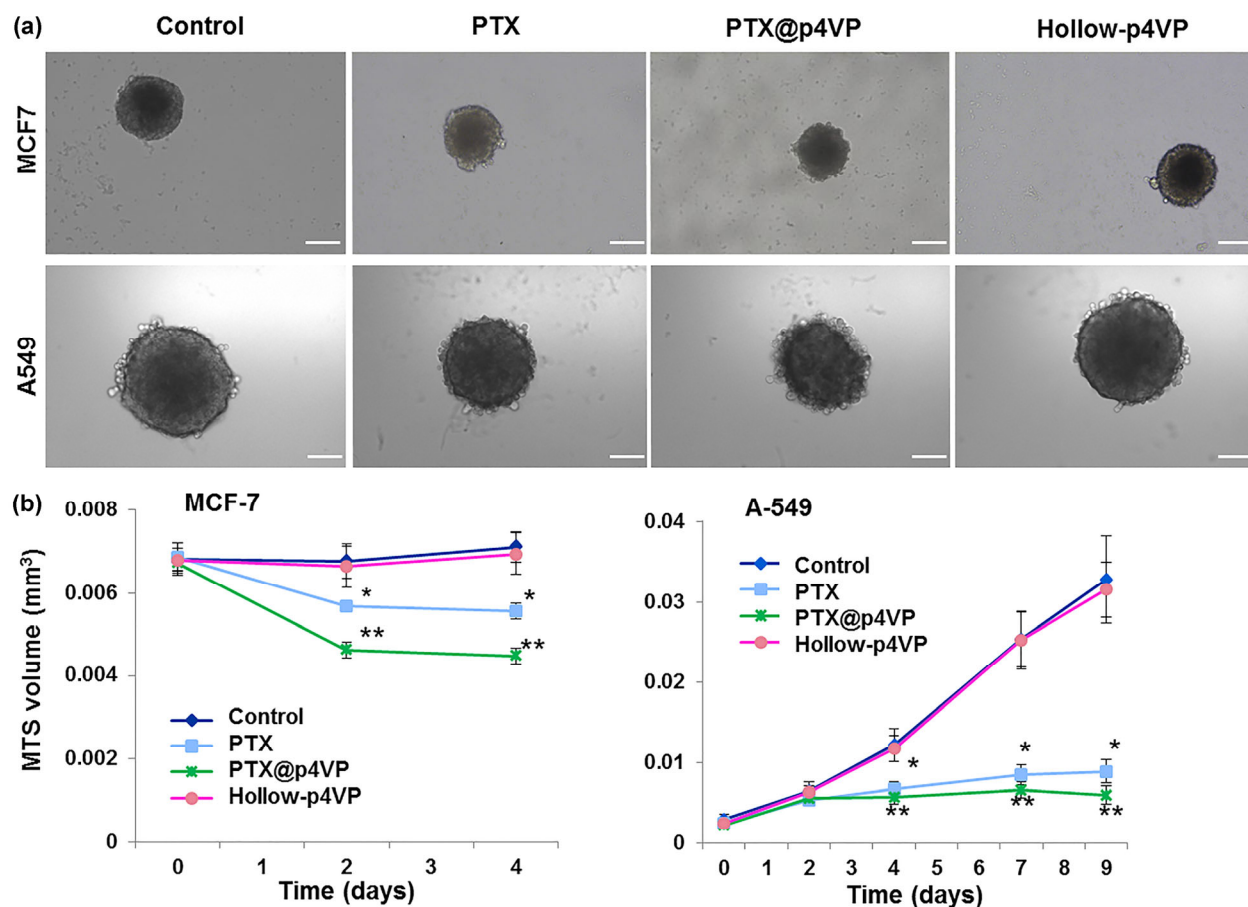 (a)
Control PTX PTX@p4VP Hollow-p4VP
MCF7
A549
(b)
MCF-7
MTS volume (mm³)
0.008
0.006
0.004
0.002
0
*
*
**
**
Control
PTX
PTX@p4VP
Hollow-p4VP
0 1 2 3 4
Time (days)
A-549
0.04
0.03
0.02
0.01
0
Control
PTX
PTX@p4VP
Hollow-p4VP
*
*
*
**
**
**
0 1 2 3 4 6 7 8 9
Time (days)